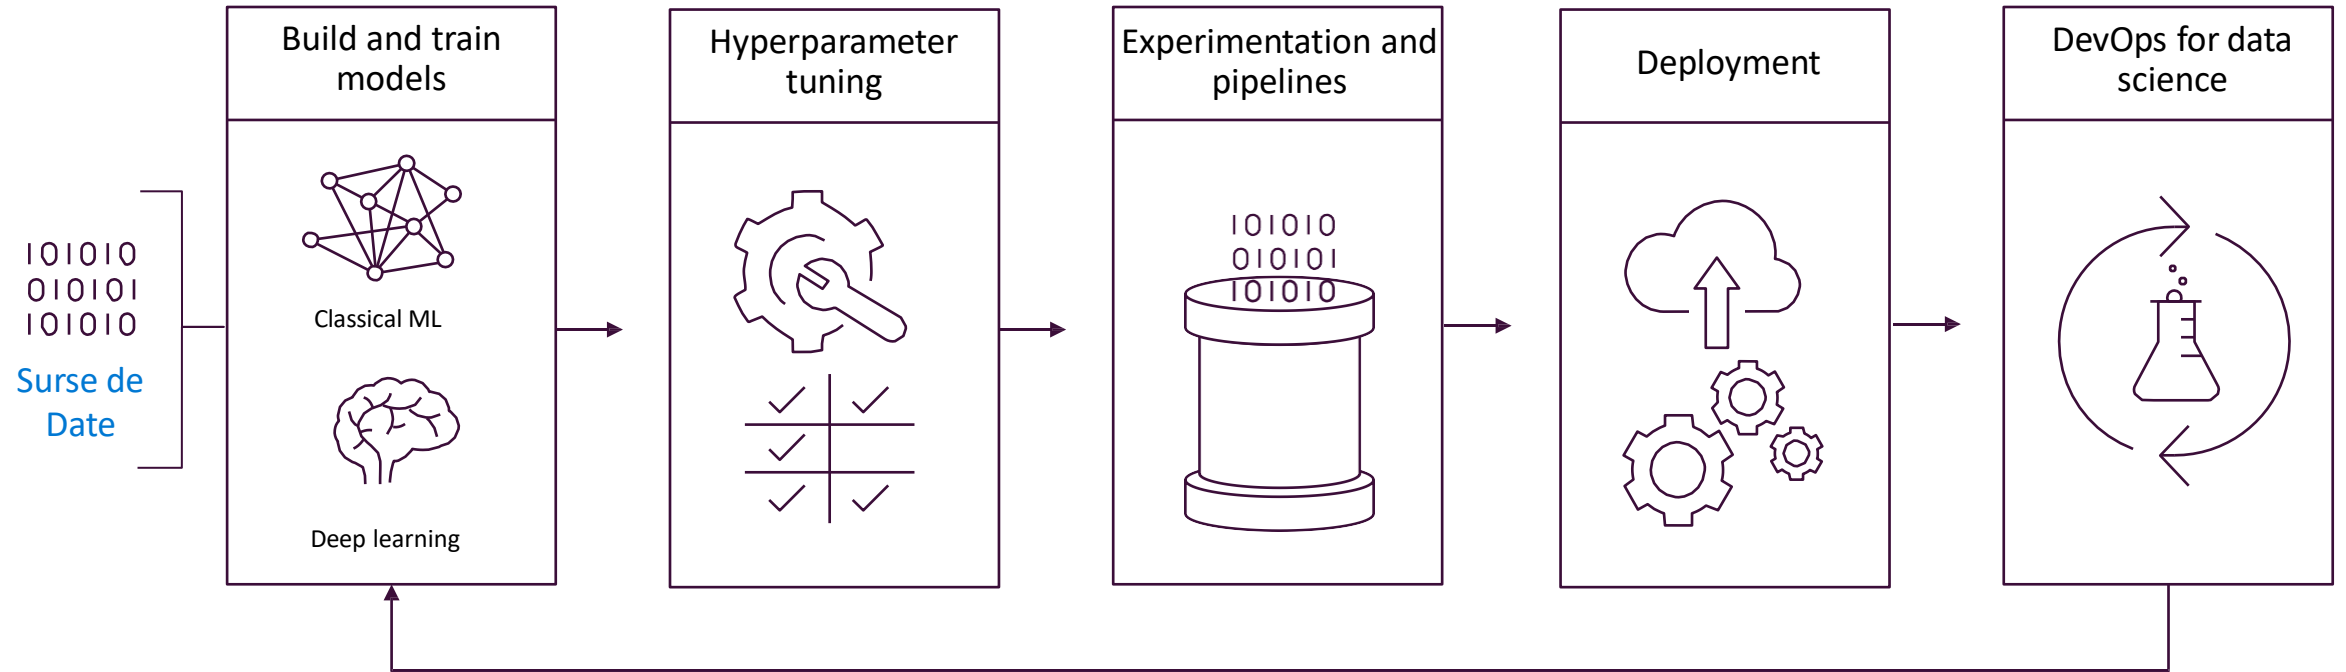 101010
010101
101010
Surse de
Date
Build and train
models
Classical ML
Deep learning
Hyperparameter
tuning
Experimentation and
pipelines
101010
010101
101010
Deployment
DevOps for data
science